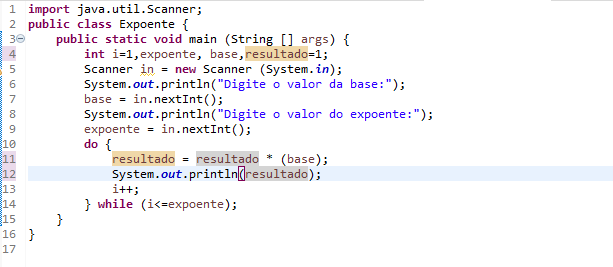 1 import java.util.Scanner;
2 public class Expoente {
3 public static void main (String [] args) {
4 int i=1,expoente, base,resultado=1;
5 Scanner in = new Scanner (System.in);
6 System.out.println("Digite o valor da base:");
7 base = in.nextInt();
8 System.out.println("Digite o valor do expoente:");
9 expoente = in.nextInt();
10 do {
11 resultado = resultado * (base);
12 System.out.println(resultado);
13 i++;
14 } while (i<=expoente);
15 }
16 }
17